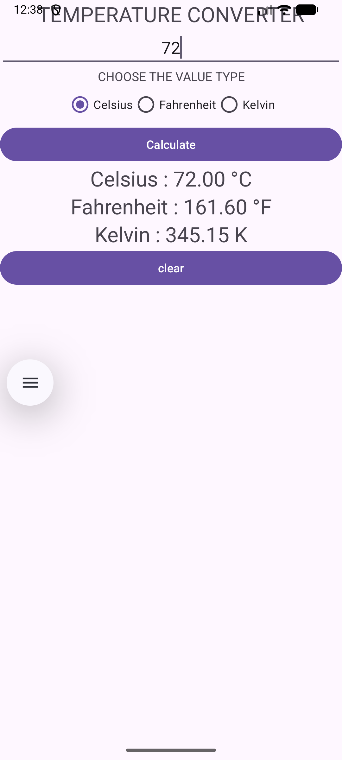 12:38
TEMPERATURE CONVERTER
72
CHOOSE THE VALUE TYPE
Celsius Fahrenheit Kelvin
Calculate
Celsius : 72.00 °C
Fahrenheit : 161.60 °F
Kelvin : 345.15 K
clear